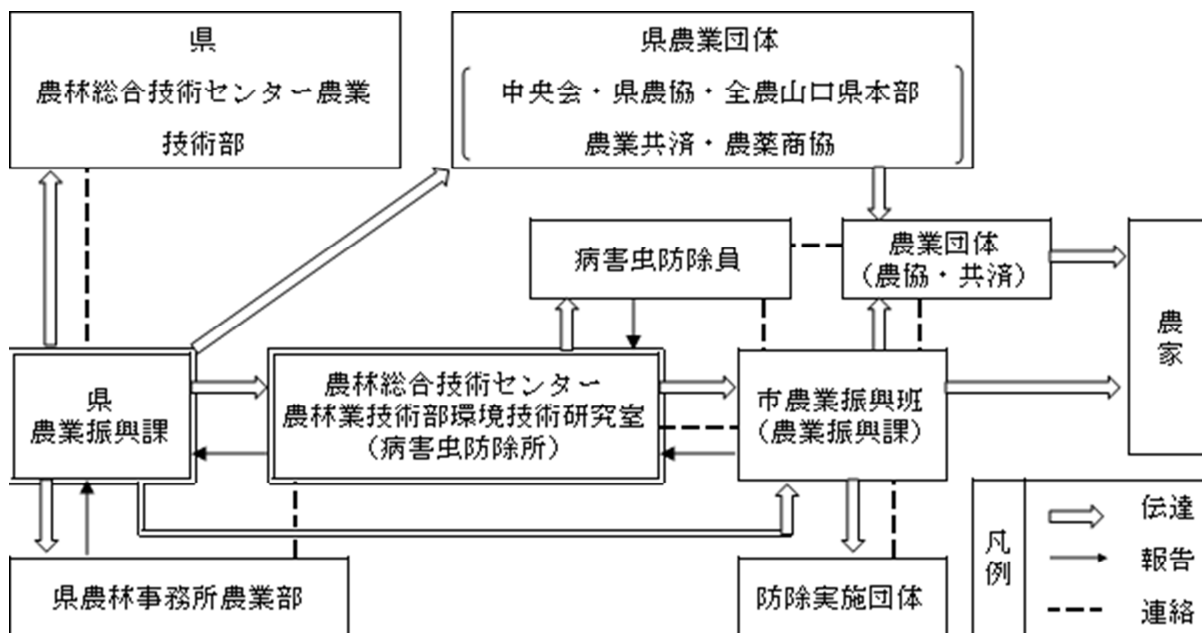 県
農林総合技術センター農業
技術部
県農業団体
中央会・県農協・全農山口県本部
農業共済・農薬商協
病害虫防除員
農業団体
(農協・共済)
農家
県
農業振興課
農林総合技術センター
農林業技術部環境技術研究室
(病害虫防除所)
市農業振興班
(農業振興課)
県農林事務所農業部
防除実施団体
凡例
伝達
報告
連絡